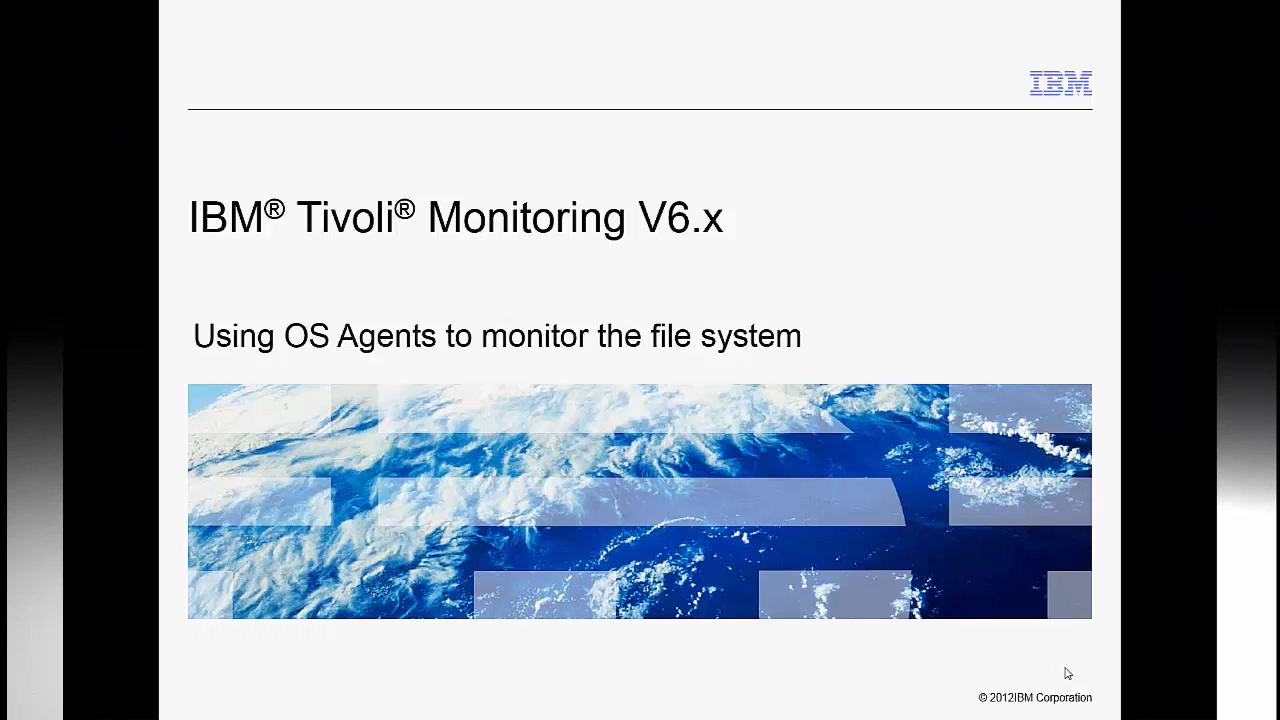 IBM
IBM® Tivoli® Monitoring V6.x
Using OS Agents to monitor the file system
© 2012IBM Corporation